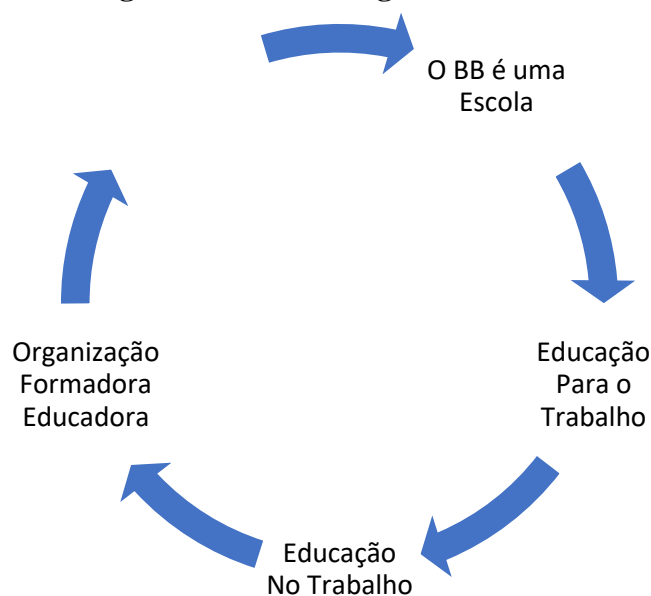 O BB é uma
Escola
Educação
Para o
Trabalho
Educação
No Trabalho
Organização
Formadora
Educadora